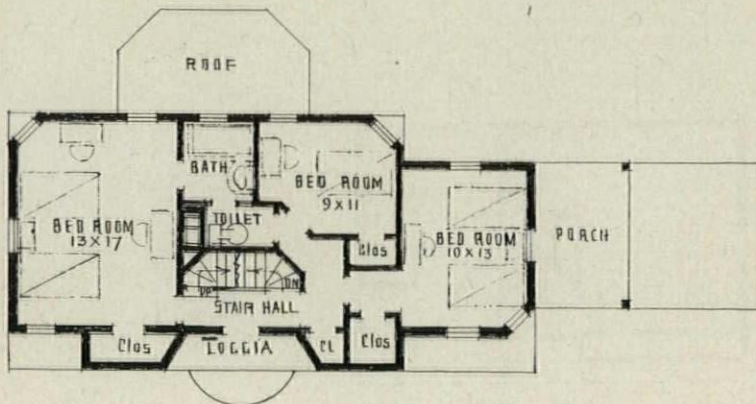 ROOF
BATH
BED ROOM
9 X 11
TOILET
BED ROOM
13 X 17
Clos
BED ROOM
10 X 13
PORCH
UP
DN
STAIR HALL
Clos
LOGGIA
CL
Clos